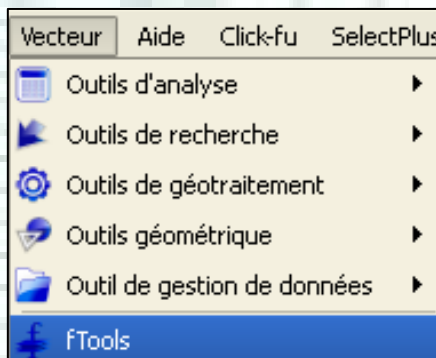 Vecteur Aide Click-fu SelectPlus
Outils d'analyse
Outils de recherche
Outils de géotraitement
Outils géométrique
Outil de gestion de données
fTools